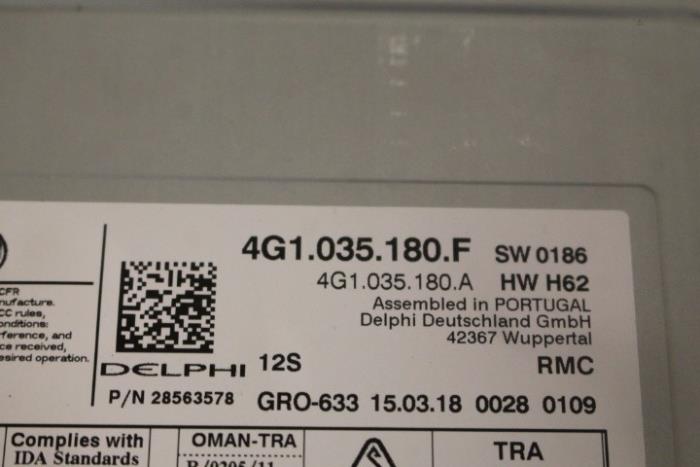 4G1.035.180.F SW 0186
4G1.035.180.A HW H62
Assembled in PORTUGAL
Delphi Deutschland GmbH
42367 Wuppertal
DELPHI 12S RMC
P/N 28563578 GRO-633 15.03.18 0028 0109
CFR
nufacture.
CC rules,
onditions:
ference, and
ce received,
esired operation.
Complies with
IDA Standards
OMAN-TRA
TRA